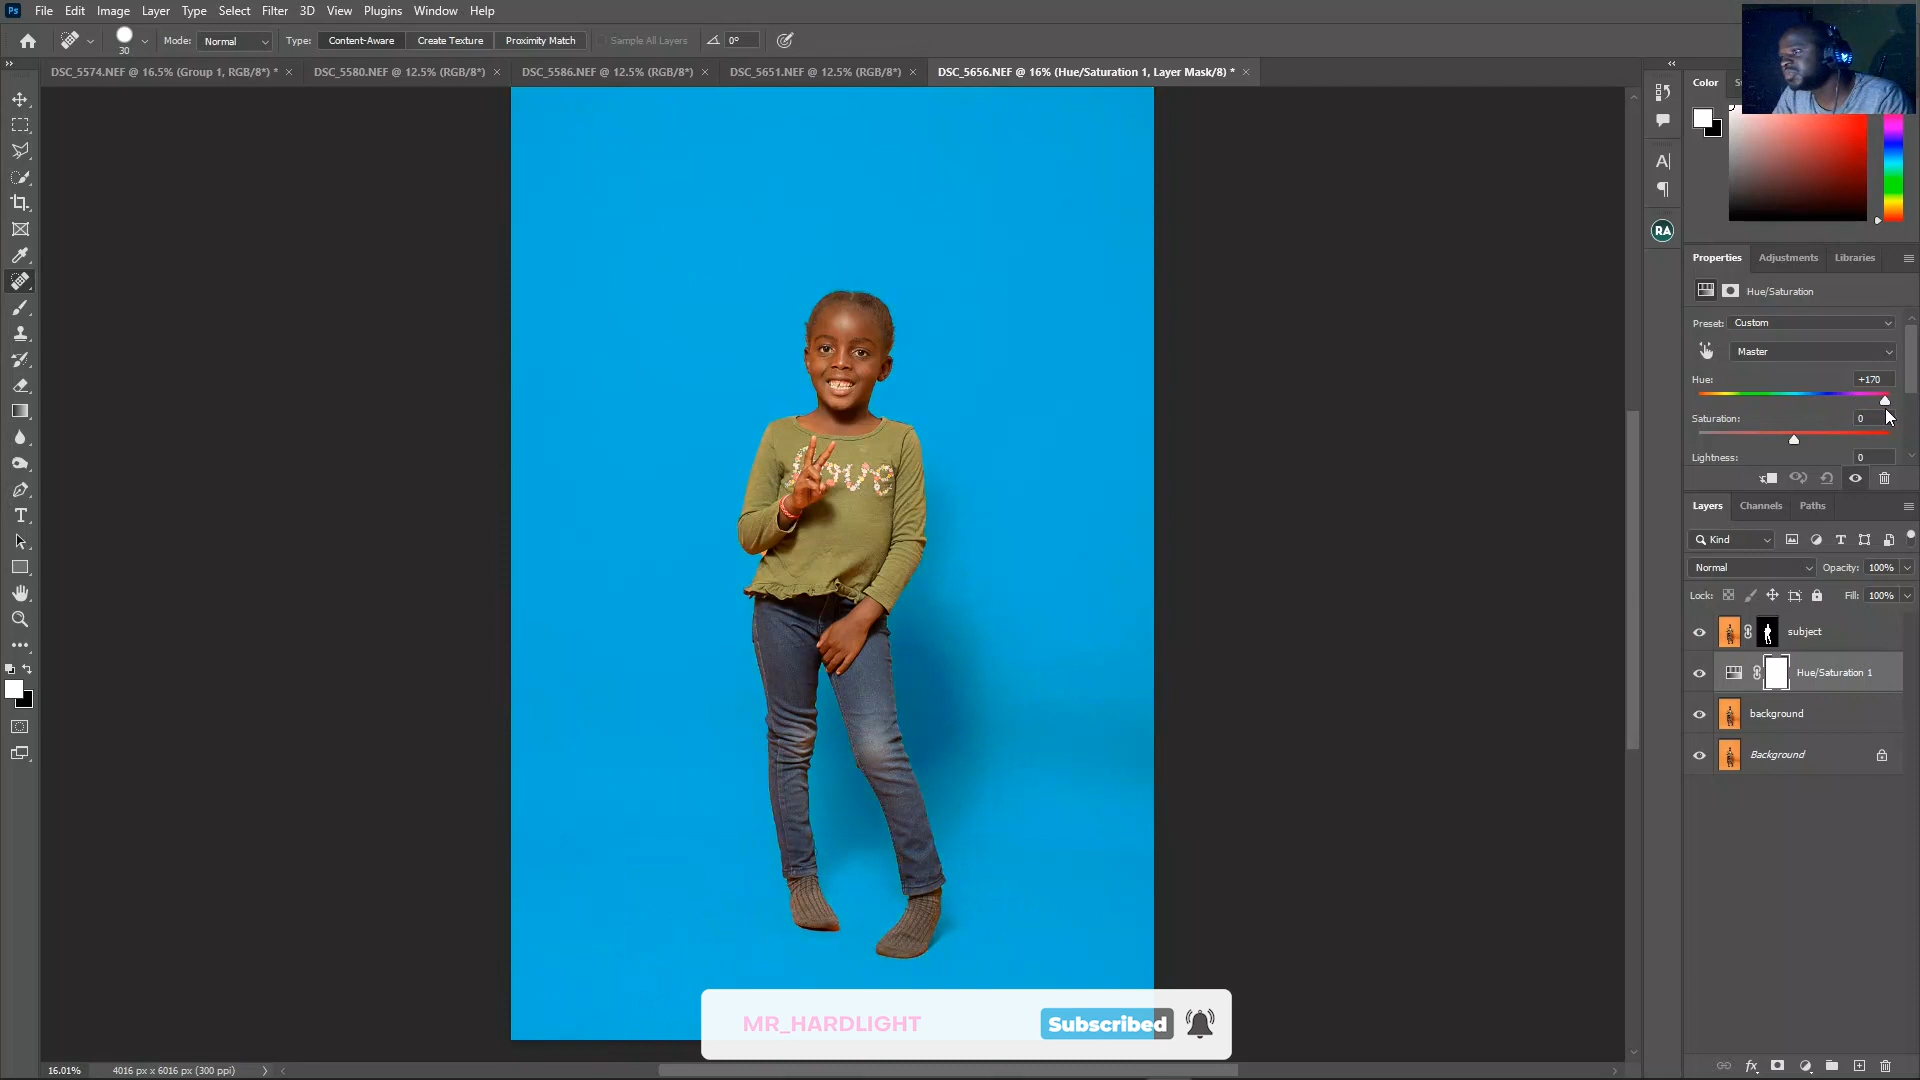 Ps File Edit Image Layer Type Select Filter 3D View Plugins Window Help
30 Mode: Normal Type: Content-Aware Create Texture Proximity Match Sample All Layers 0°
DSC_5574.NEF @ 16.5% (Group 1, RGB/8*) * × DSC_5580.NEF @ 12.5% (RGB/8*) × DSC_5586.NEF @ 12.5% (RGB/8*) × DSC_5651.NEF @ 12.5% (RGB/8*) × DSC_5656.NEF @ 16% (Hue/Saturation 1, Layer Mask/8) * ×
Color
RA
Properties Adjustments Libraries
Hue/Saturation
Preset: Custom
Master
Hue: +170
Saturation: 0
Lightness: 0
love
Layers Channels Paths
Kind
Normal Opacity: 100%
Lock: Fill: 100%
subject
Hue/Saturation 1
background
Background
MR_HARDLIGHT Subscribed
16.01% 4016 px x 6016 px (300 ppi)